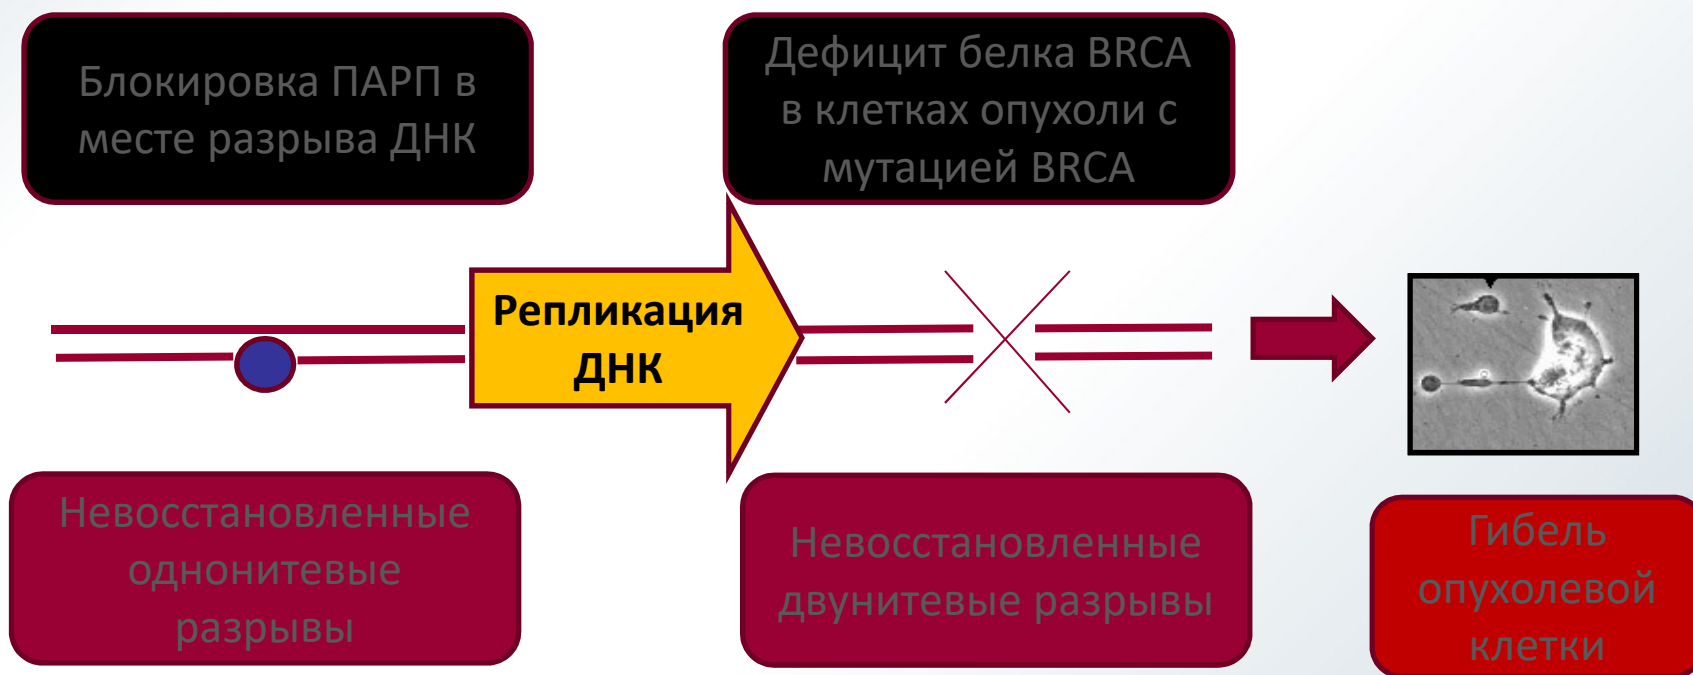 Блокировка ПАРП в
месте разрыва ДНК
Дефицит белка BRCA
в клетках опухоли с
мутацией BRCA
Репликация
ДНК
Невосстановленные
однонитевые
разрывы
Невосстановленные
двунитевые разрывы
Гибель
опухолевой
клетки